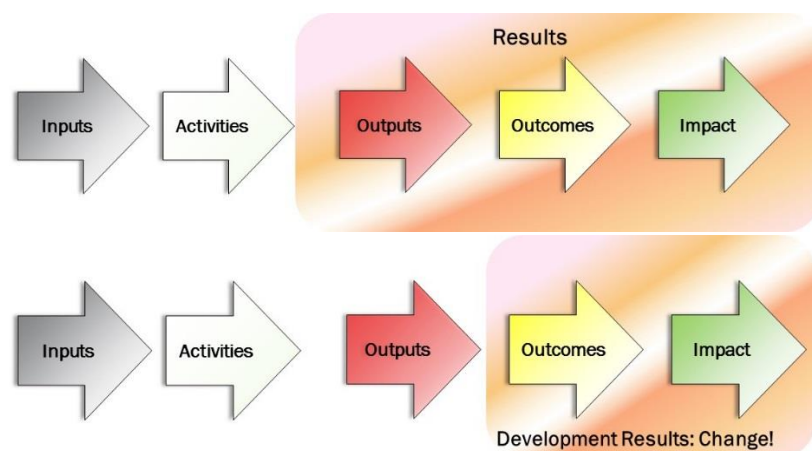 Results
Inputs
Activities
Outputs
Outcomes
Impact
Inputs
Activities
Outputs
Outcomes
Impact
Development Results: Change!